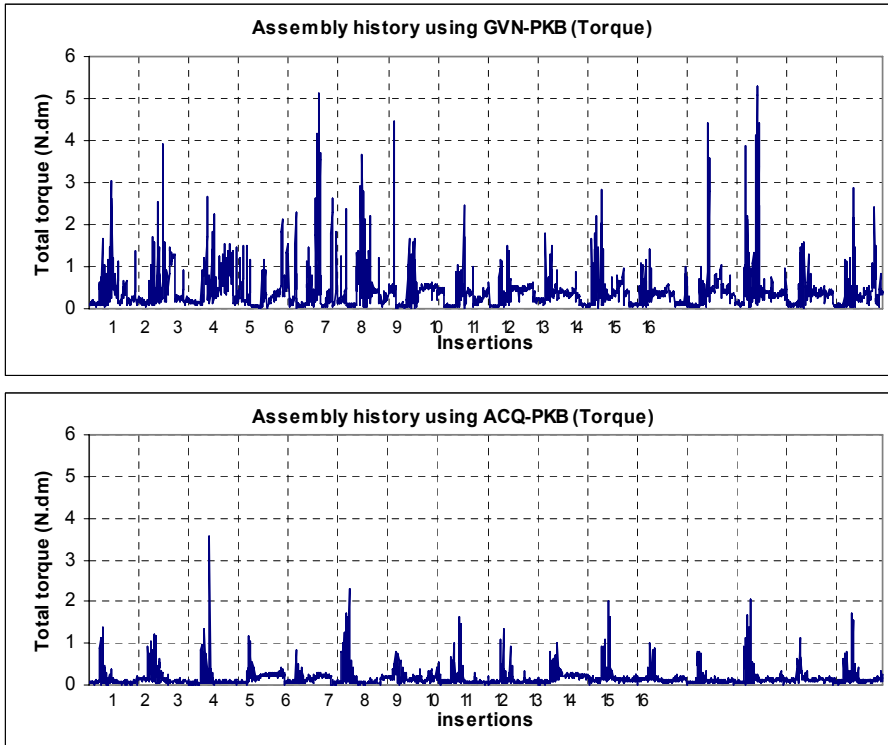 Assembly history using GVN-PKB (Torque)
6
5
4
3
2
1
0
Total torque (N.dm)
1 2 3 4 5 6 7 8 9 10 11 12 13 14 15 16
Insertions
Assembly history using ACQ-PKB (Torque)
6
5
4
3
2
1
0
Total torque (N.dm)
1 2 3 4 5 6 7 8 9 10 11 12 13 14 15 16
insertions